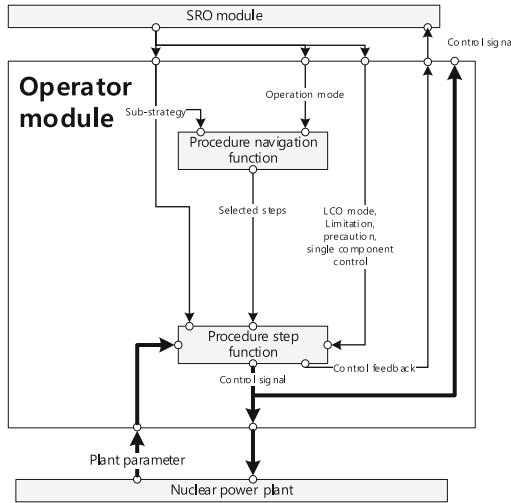 SRO module
Control signal
Operator
module
Operation mode
Sub-strategy
Procedure navigation
function
Selected steps
LCO mode,
Limitation,
precaution,
single component
control
Procedure step
function
Control feedback
Control signal
Plant parameter
Nuclear power plant